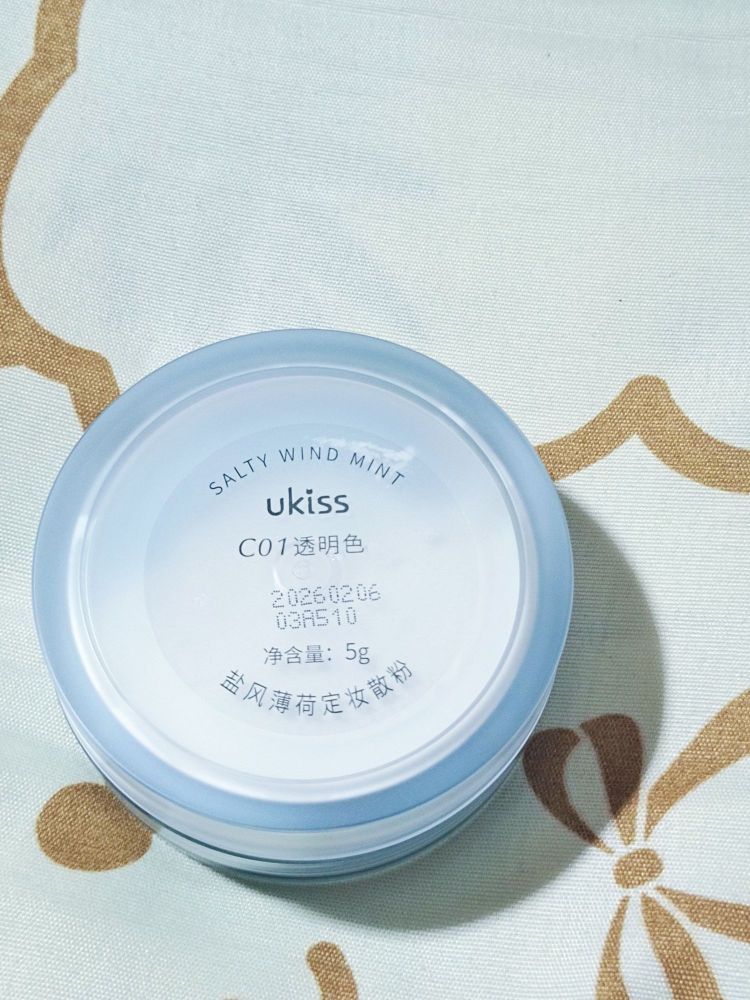 SALTY WIND MINT
ukiss
C01透明色
20260206
03A510
净含量: 5g
盐风薄荷定妆散粉